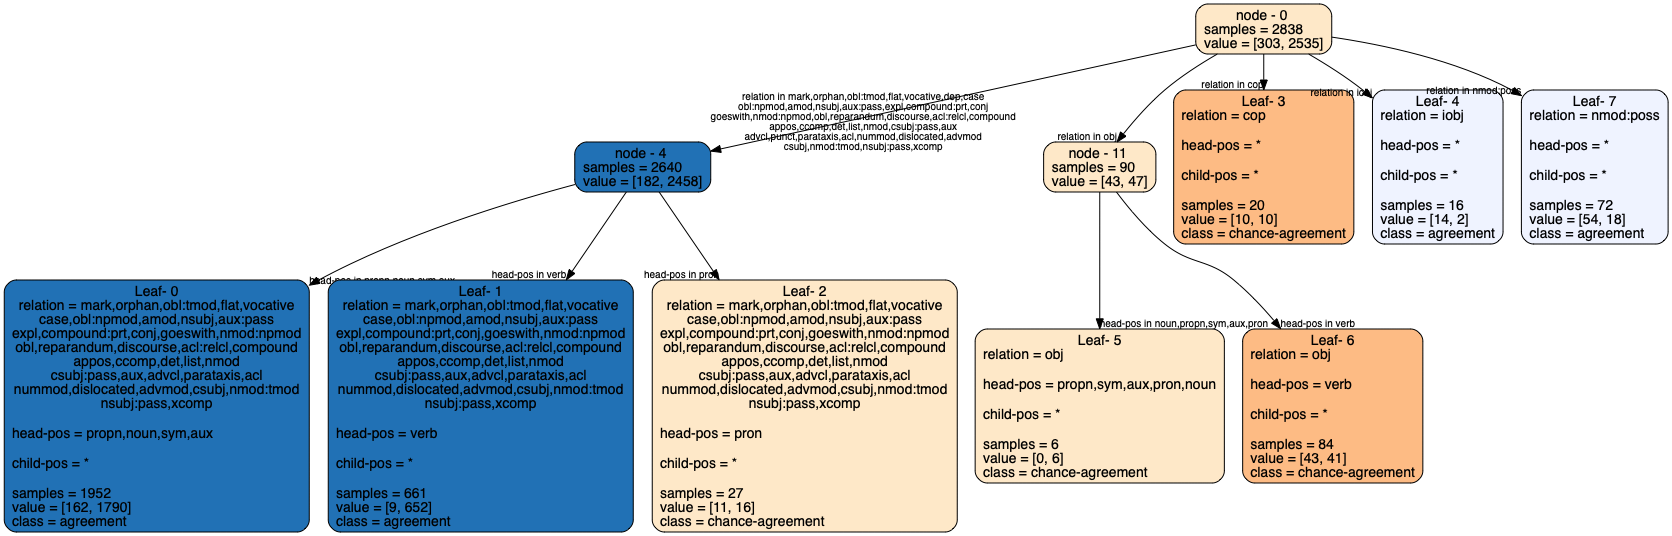 node - 0
samples = 2838
value = [303, 2535]
relation in mark,orphan,obl:tmod,flat,vocative,dep,case
obl:npmod,amod,nsubj,aux:pass,expl,compound:prt,conj
goeswith,nmod:npmod,obl,reparandum,discourse,acl:relcl,compound
appos,ccomp,det,list,nmod,csubj:pass,aux
advcl,punct,parataxis,acl,nummod,dislocated,advmod
csubj,nmod:tmod,nsubj:pass,xcomp
relation in obj
relation in cop
relation in iobj
relation in nmod:poss
node - 4
samples = 2640
value = [182, 2458]
node - 11
samples = 90
value = [43, 47]
Leaf- 3
relation = cop
head-pos = *
child-pos = *
samples = 20
value = [10, 10]
class = chance-agreement
Leaf- 4
relation = iobj
head-pos = *
child-pos = *
samples = 16
value = [14, 2]
class = agreement
Leaf- 7
relation = nmod:poss
head-pos = *
child-pos = *
samples = 72
value = [54, 18]
class = agreement
head-pos in propn,noun,sym,aux
head-pos in verb
head-pos in pron
head-pos in noun,propn,sym,aux,pron
head-pos in verb
Leaf- 0
relation = mark,orphan,obl:tmod,flat,vocative
case,obl:npmod,amod,nsubj,aux:pass
expl,compound:prt,conj,goeswith,nmod:npmod
obl,reparandum,discourse,acl:relcl,compound
appos,ccomp,det,list,nmod
csubj:pass,aux,advcl,parataxis,acl
nummod,dislocated,advmod,csubj,nmod:tmod
nsubj:pass,xcomp
head-pos = propn,noun,sym,aux
child-pos = *
samples = 1952
value = [162, 1790]
class = agreement
Leaf- 1
relation = mark,orphan,obl:tmod,flat,vocative
case,obl:npmod,amod,nsubj,aux:pass
expl,compound:prt,conj,goeswith,nmod:npmod
obl,reparandum,discourse,acl:relcl,compound
appos,ccomp,det,list,nmod
csubj:pass,aux,advcl,parataxis,acl
nummod,dislocated,advmod,csubj,nmod:tmod
nsubj:pass,xcomp
head-pos = verb
child-pos = *
samples = 661
value = [9, 652]
class = agreement
Leaf- 2
relation = mark,orphan,obl:tmod,flat,vocative
case,obl:npmod,amod,nsubj,aux:pass
expl,compound:prt,conj,goeswith,nmod:npmod
obl,reparandum,discourse,acl:relcl,compound
appos,ccomp,det,list,nmod
csubj:pass,aux,advcl,parataxis,acl
nummod,dislocated,advmod,csubj,nmod:tmod
nsubj:pass,xcomp
head-pos = pron
child-pos = *
samples = 27
value = [11, 16]
class = chance-agreement
Leaf- 5
relation = obj
head-pos = propn,sym,aux,pron,noun
child-pos = *
samples = 6
value = [0, 6]
class = chance-agreement
Leaf- 6
relation = obj
head-pos = verb
child-pos = *
samples = 84
value = [43, 41]
class = chance-agreement